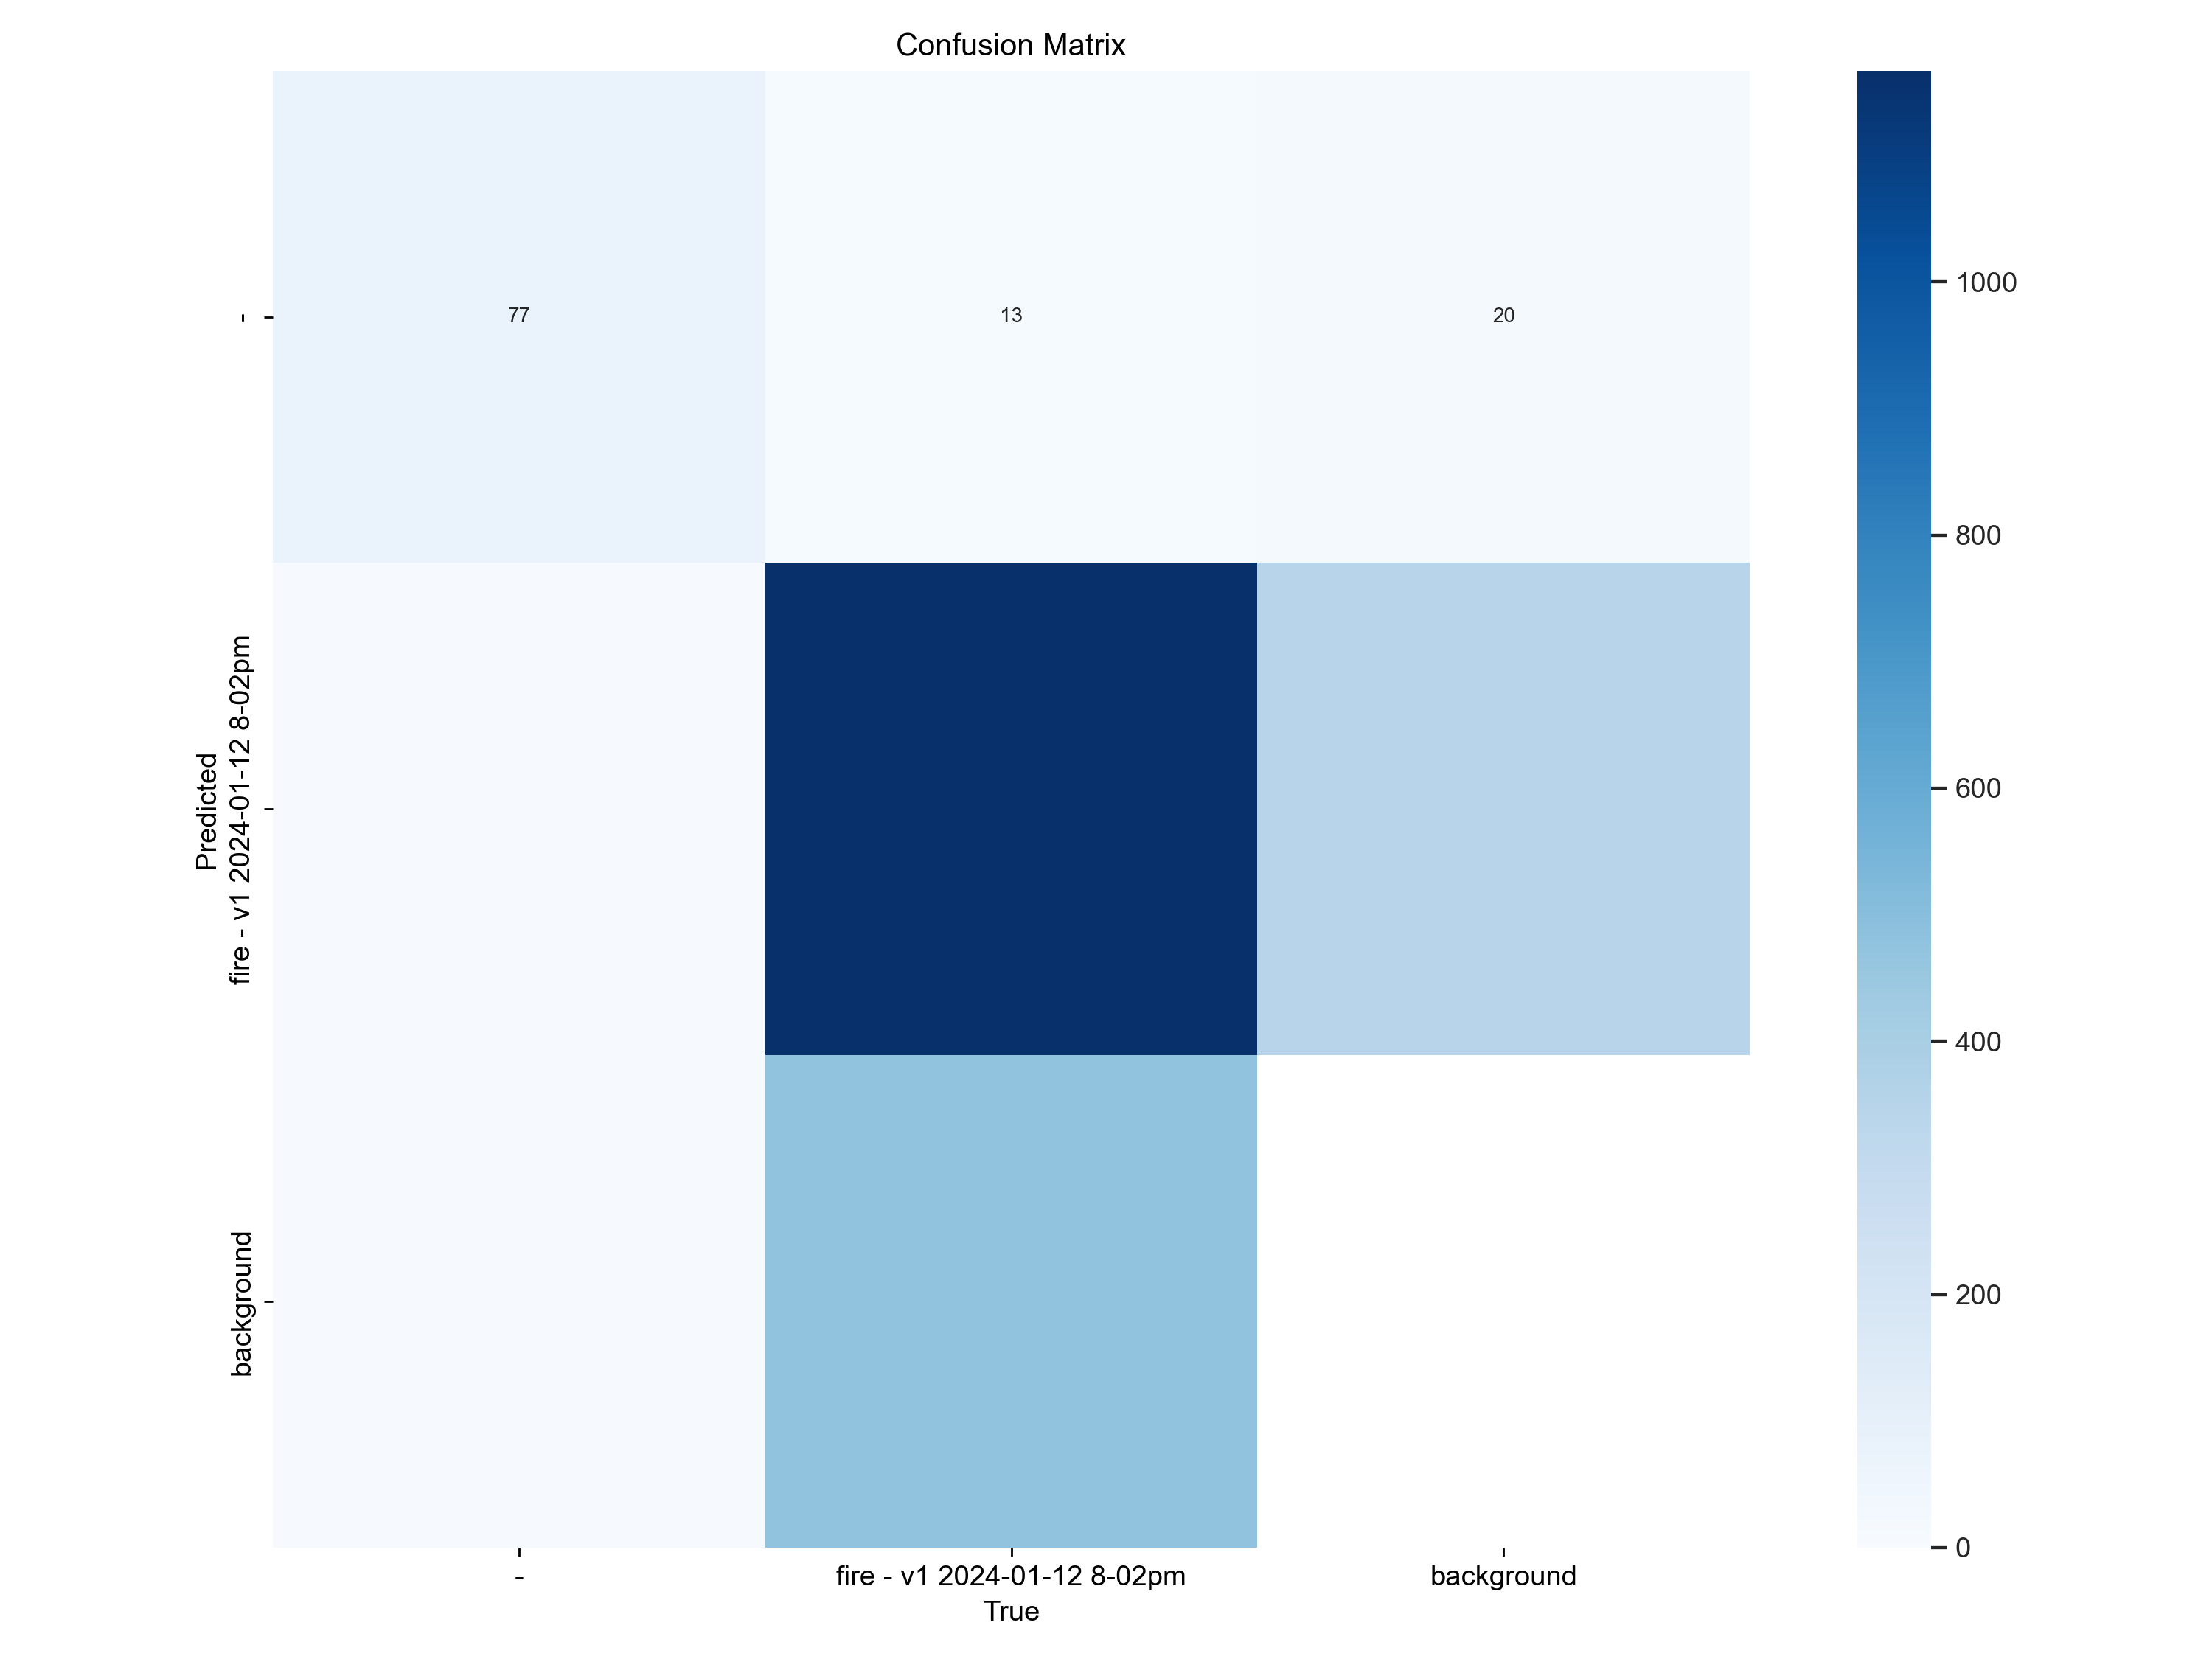 Confusion Matrix
-
77
13
20
Predicted
fire - v1 2024-01-12 8-02pm
background
-
fire - v1 2024-01-12 8-02pm
background
True
1000
800
600
400
200
0